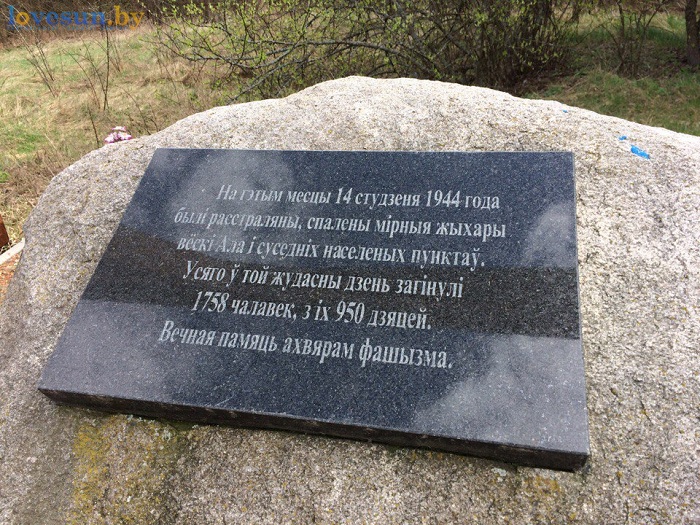 loveсun.by
На гэтым месцы 14 студзеня 1944 года
былі расстраляны, спалены мірныя жыхары
вёскі Ала і суседніх населеных пунктаў.
Усяго ў той жудасны дзень загінулі
1758 чалавек, з іх 950 дзяцей.
Вечная памяць ахвярам фашызма.